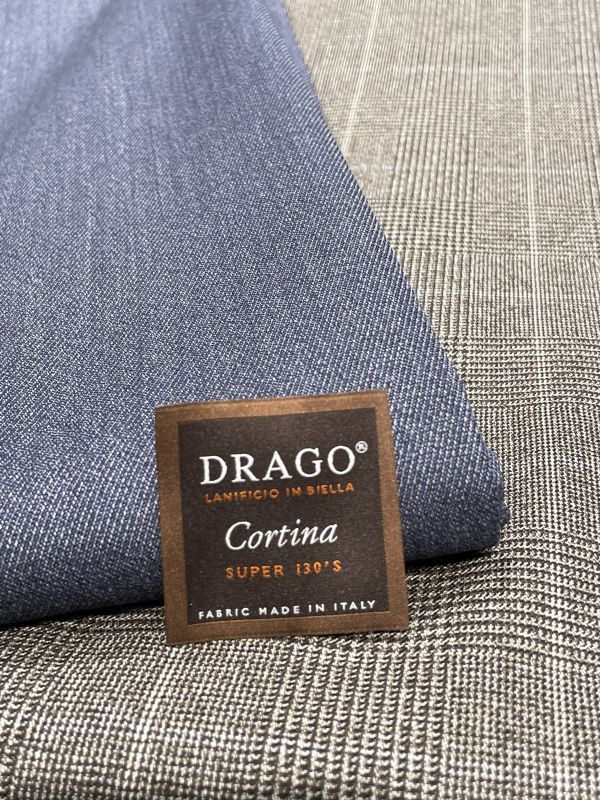 DRAGO®
LANIFICIO IN BIELLA
Cortina
SUPER 130'S
FABRIC MADE IN ITALY